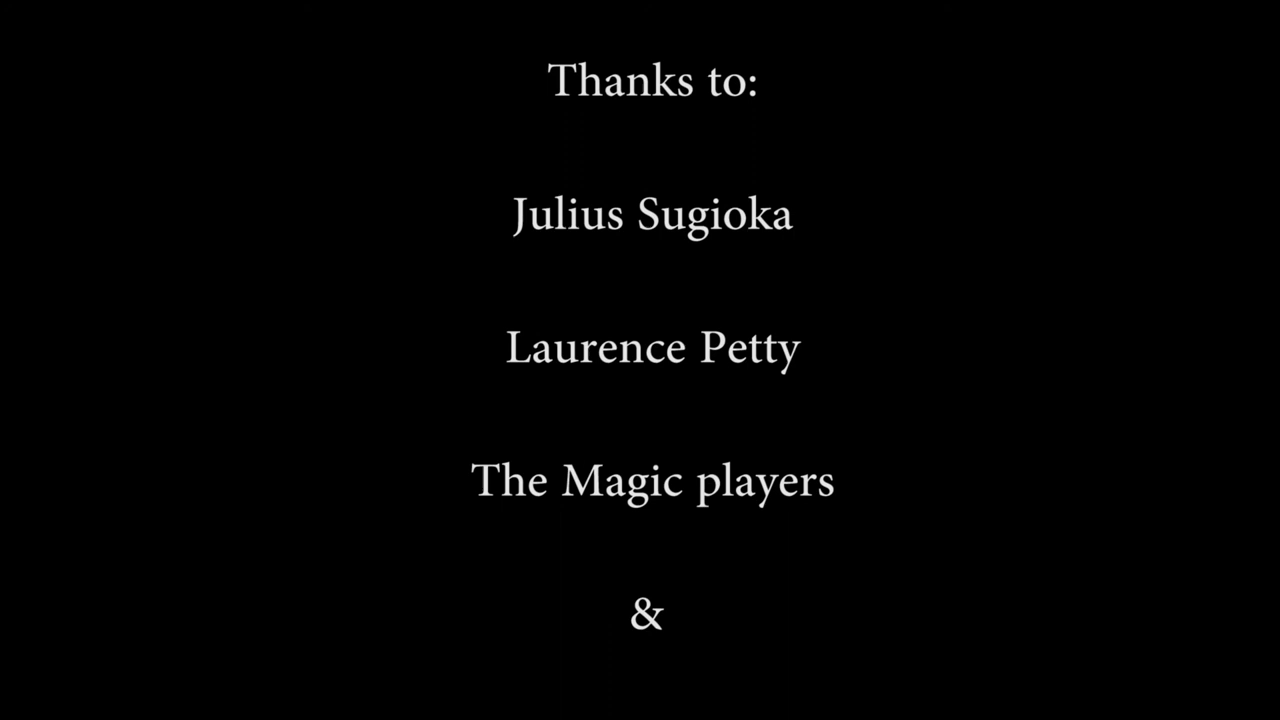 Thanks to:
Julius Sugioka
Laurence Petty
The Magic players
&